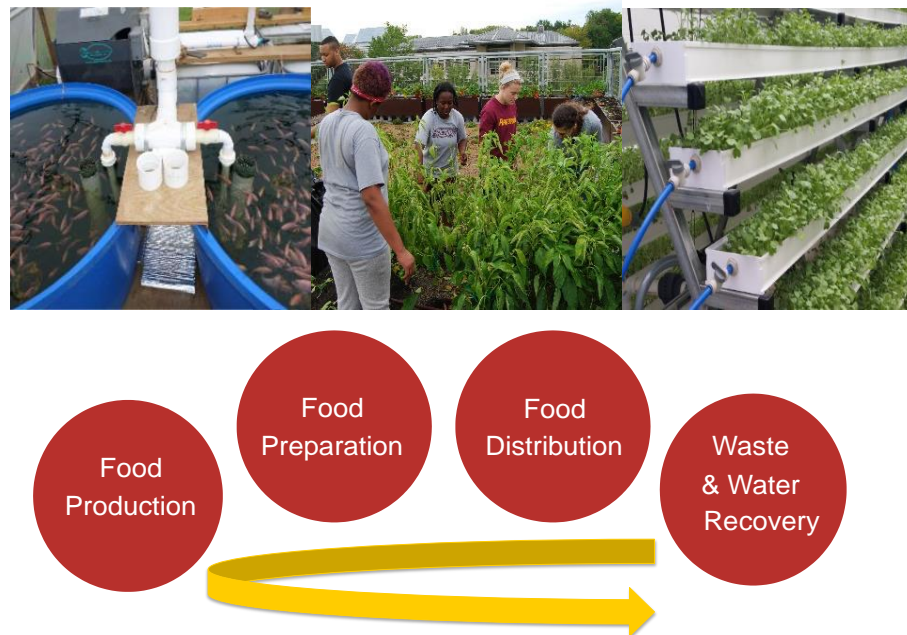 Food
Production
Food
Preparation
Food
Distribution
Waste
& Water
Recovery